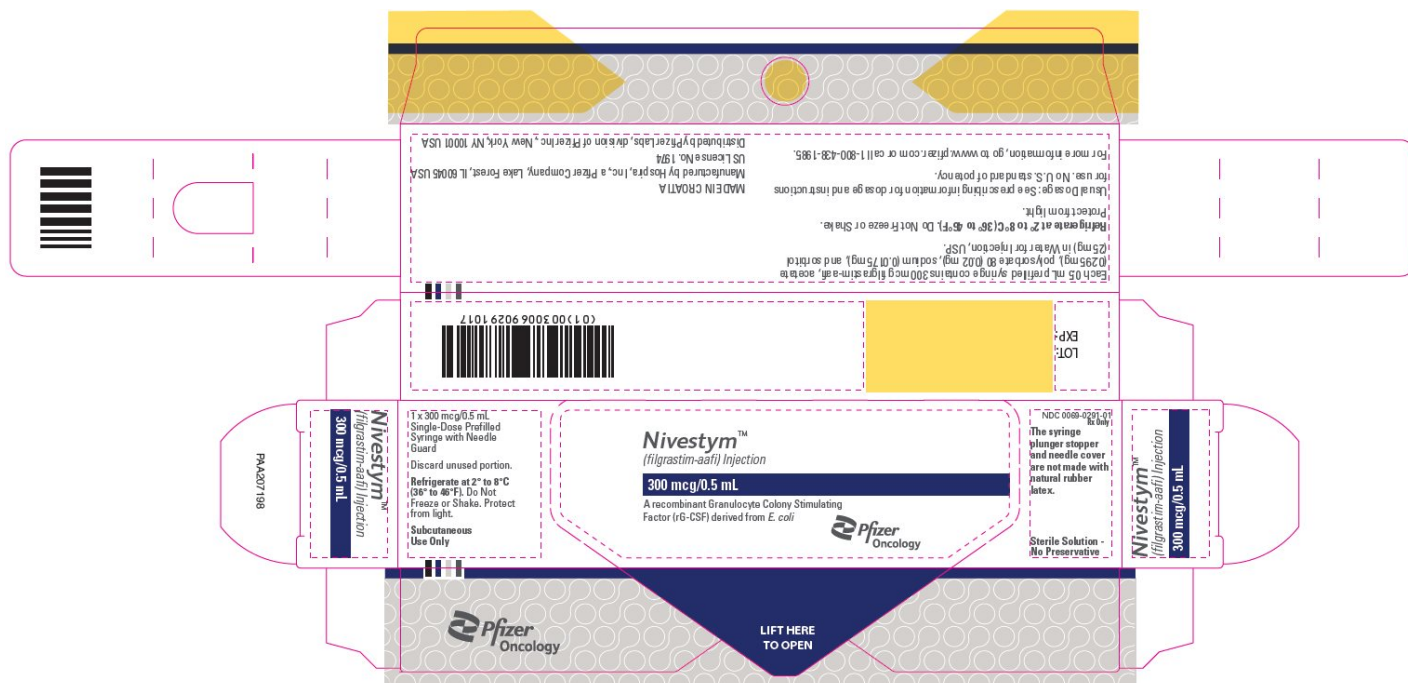 Distributed by Pfizer Labs, division of Pfizer Inc., New York, NY 10001 USA
US License No. 1974
Manufactured by Hospira, Inc., a Pfizer Company, Lake Forest, IL 60045 USA
MADE IN CROATIA
For more information, go to www.pfizer.com or call 1-800-438-1985.
for use. No U.S. standard of potency.
Usual Dosage: See prescribing information for dosage and instructions
Protect from light.
Refrigerate at 2° to 8°C (36° to 46°F). Do Not Freeze or Shake.
(25 mg) in Water for Injection, USP.
(0.295 mg), polysorbate 80 (0.02 mg), sodium (0.0175 mg), and sorbitol
Each 0.5 mL prefilled syringe contains 300 mcg filgrastim-aafi, acetate
(01)00300690291017
LOT:
EXP:
PAA207198
Nivestym™
(filgrastim-aafi) Injection
300 mcg/0.5 mL
1 x 300 mcg/0.5 mL
Single-Dose Prefilled
Syringe with Needle
Guard
Discard unused portion.
Refrigerate at 2° to 8°C
(36° to 46°F). Do Not
Freeze or Shake. Protect
from light.
Subcutaneous
Use Only
Nivestym™
(filgrastim-aafi) Injection
300 mcg/0.5 mL
A recombinant Granulocyte Colony Stimulating
Factor (rG-CSF) derived from E. coli
Pfizer
Oncology
NDC 0069-0291-01
Rx Only
The syringe
plunger stopper
and needle cover
are not made with
natural rubber
latex.
Sterile Solution -
No Preservative
Nivestym™
(filgrastim-aafi) Injection
300 mcg/0.5 mL
Pfizer
Oncology
LIFT HERE
TO OPEN